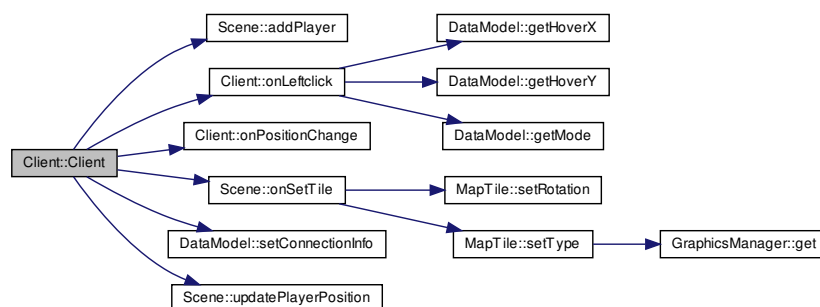 Client::Client
Scene::addPlayer
Client::onLeftclick
DataModel::getHoverX
DataModel::getHoverY
DataModel::getMode
Client::onPositionChange
Scene::onSetTile
MapTile::setRotation
MapTile::setType
GraphicsManager::get
DataModel::setConnectionInfo
Scene::updatePlayerPosition